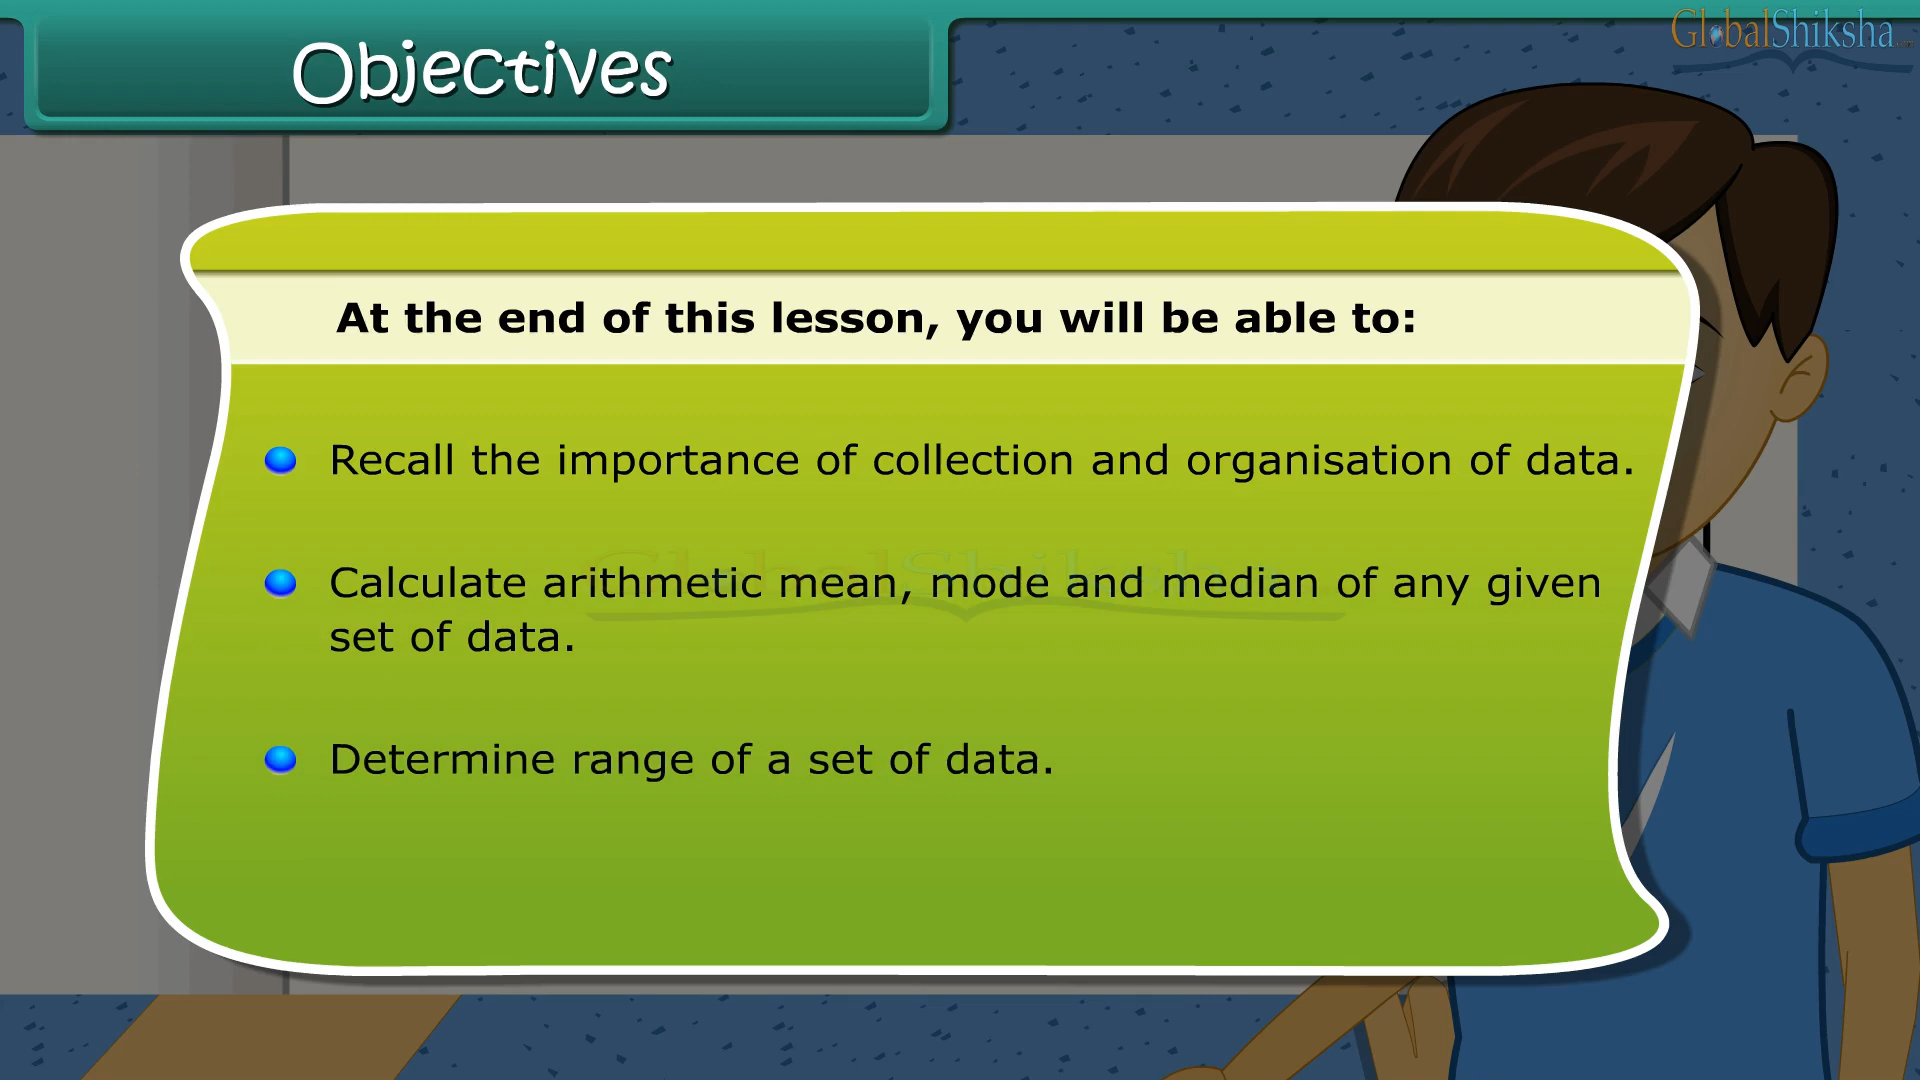 Objectives
GlobalShiksha
At the end of this lesson, you will be able to:
Recall the importance of collection and organisation of data.
Calculate arithmetic mean, mode and median of any given
set of data.
Determine range of a set of data.
GlobalShiksha